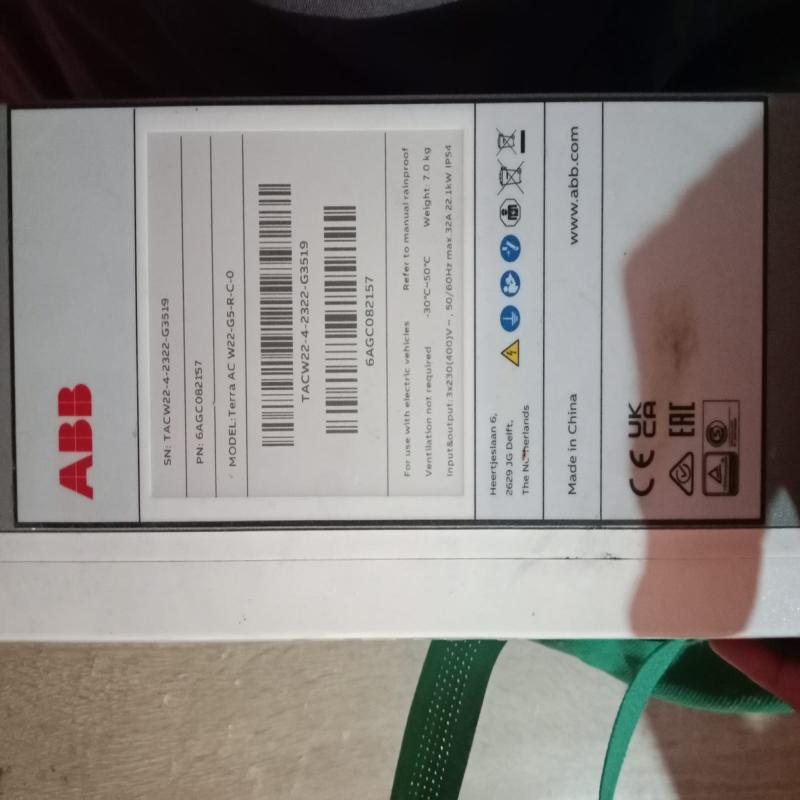 ABB
SN: TACW22-4-2322-G3519
PN: 6AGC082157
MODEL:Terra AC W22-G5-R-C-0
TACW22-4-2322-G3519
6AGC082157
For use with electric vehicles Refer to manual rainproof
Ventilation not required -30°C~50°C Weight: 7.0 kg
Input&output: 3x230(400)V~, 50/60Hz max.32A 22.1kW IP54
Heertjeslaan 6,
2629 JG Delft,
The Netherlands
Made in China www.abb.com
CE UK CA
EAC